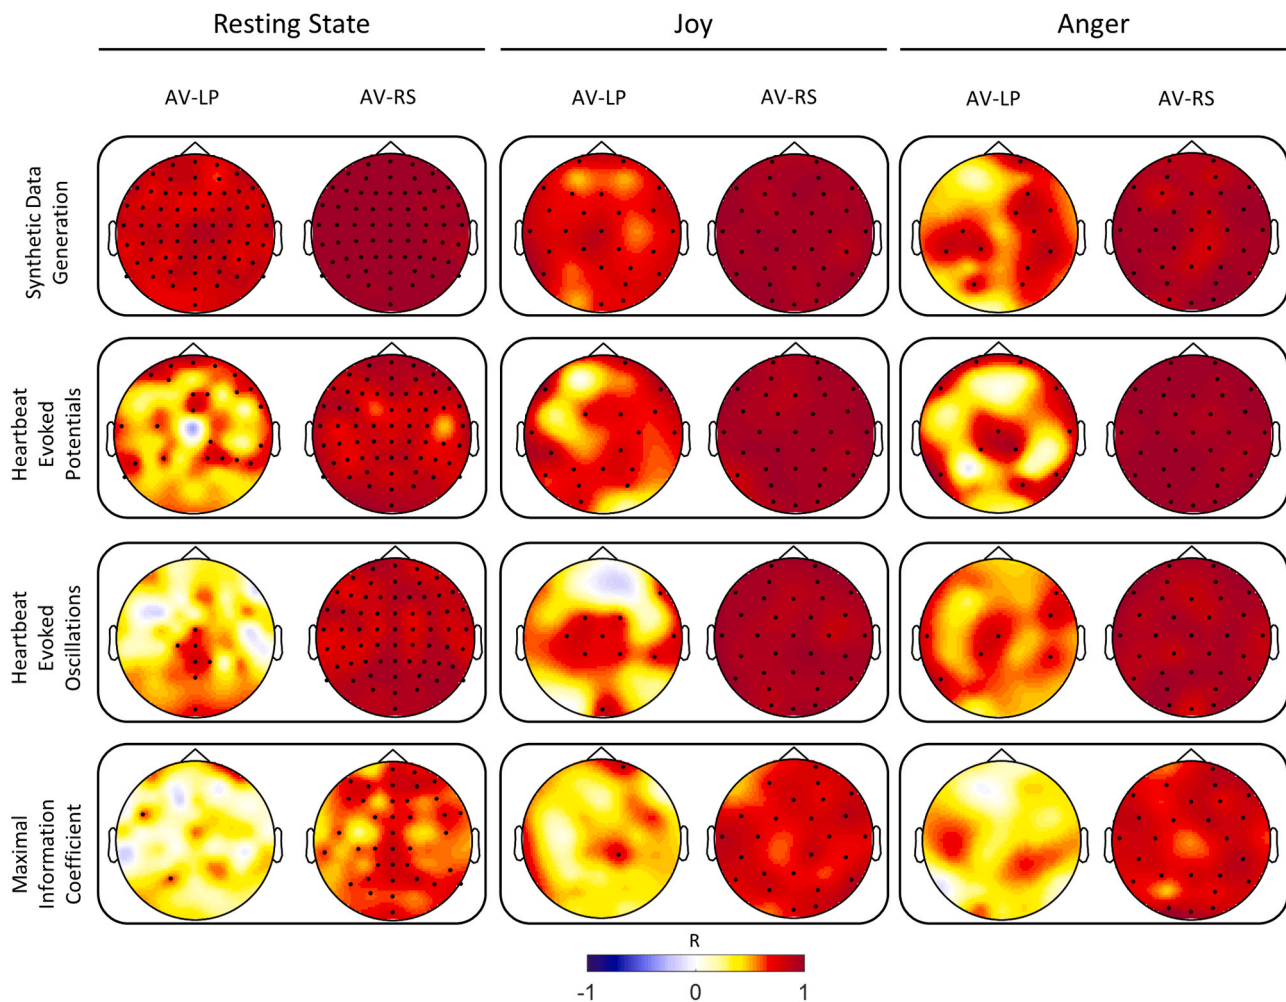 Resting State
Joy
Anger
AV-LP
AV-RS
AV-LP
AV-RS
AV-LP
AV-RS
Synthetic Data
Generation
Heartbeat
Evoked
Potentials
Heartbeat
Evoked
Oscillations
Maximal
Information
Coefficient
R
-1
0
1